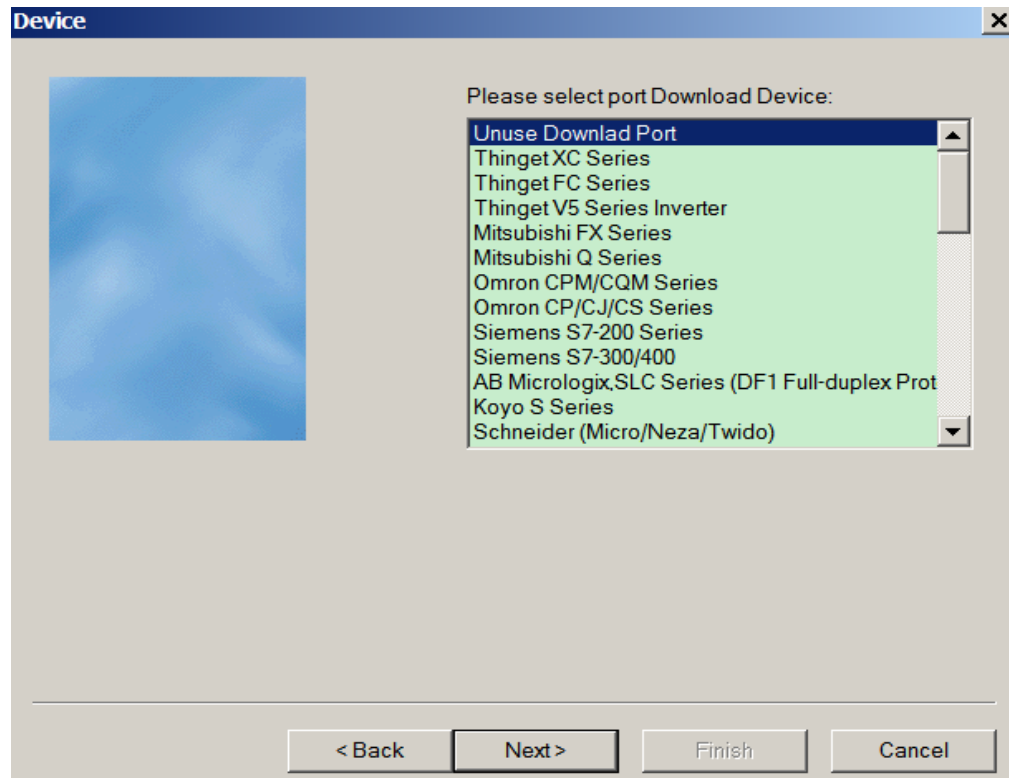 Device
Please select port Download Device:
Unuse Downlad Port
Thinget XC Series
Thinget FC Series
Thinget V5 Series Inverter
Mitsubishi FX Series
Mitsubishi Q Series
Omron CPM/CQM Series
Omron CP/CJ/CS Series
Siemens S7-200 Series
Siemens S7-300/400
AB Micrologix,SLC Series (DF1 Full-duplex Prot
Koyo S Series
Schneider (Micro/Neza/Twido)
< Back Next > Finish Cancel